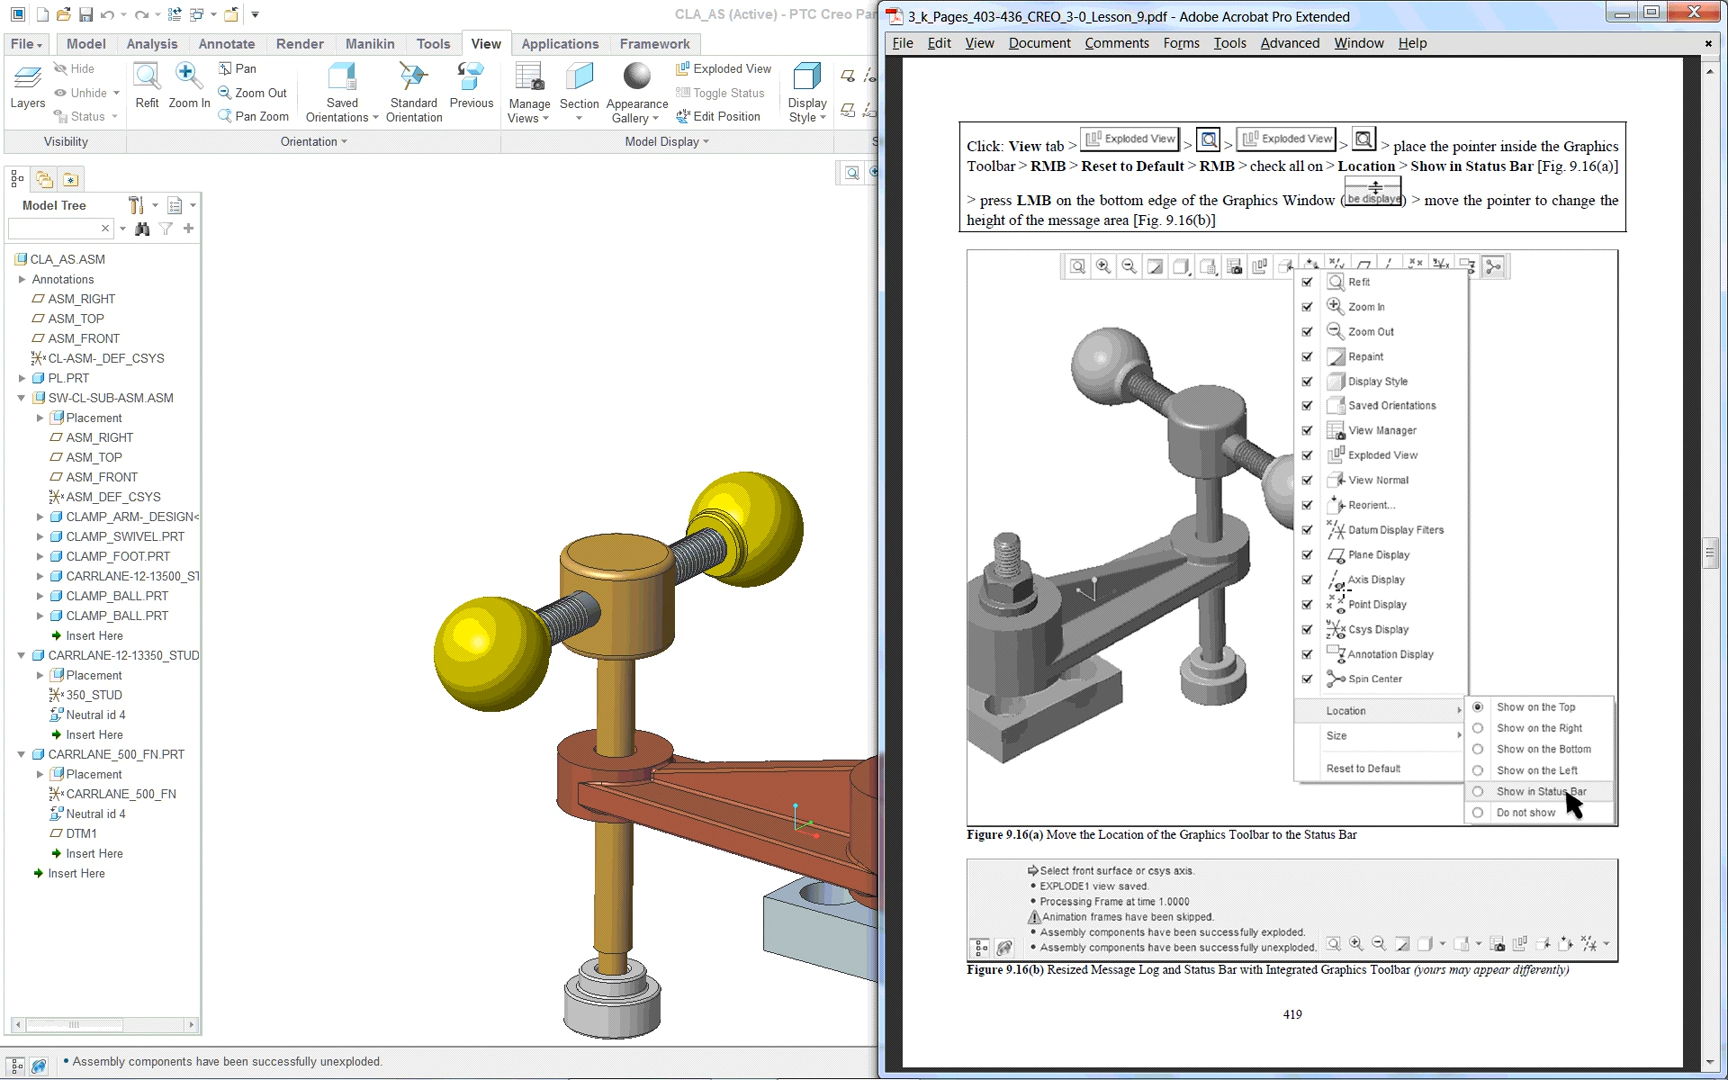 CLA_AS (Active) - PTC Creo Par
File
Model
Analysis
Annotate
Render
Manikin
Tools
View
Applications
Framework
Layers
Hide
Unhide
Status
Refit
Zoom In
Pan
Zoom Out
Pan Zoom
Saved
Orientations
Standard
Orientation
Previous
Manage
Views
Section
Appearance
Gallery
Exploded View
Toggle Status
Edit Position
Display
Style
Visibility
Orientation
Model Display
S
Model Tree
CLA_AS.ASM
Annotations
ASM_RIGHT
ASM_TOP
ASM_FRONT
CL-ASM-_DEF_CSYS
PL.PRT
SW-CL-SUB-ASM.ASM
Placement
ASM_RIGHT
ASM_TOP
ASM_FRONT
ASM_DEF_CSYS
CLAMP_ARM-_DESIGN<
CLAMP_SWIVEL.PRT
CLAMP_FOOT.PRT
CARRLANE-12-13500_ST
CLAMP_BALL.PRT
CLAMP_BALL.PRT
Insert Here
CARRLANE-12-13350_STUD
Placement
350_STUD
Neutral id 4
Insert Here
CARRLANE_500_FN.PRT
Placement
CARRLANE_500_FN
Neutral id 4
DTM1
Insert Here
Insert Here
• Assembly components have been successfully unexploded.
3_k_Pages_403-436_CREO_3-0_Lesson_9.pdf - Adobe Acrobat Pro Extended
File Edit View Document Comments Forms Tools Advanced Window Help
Click: View tab > Exploded View > > Exploded View > > place the pointer inside the Graphics
Toolbar > RMB > Reset to Default > RMB > check all on > Location > Show in Status Bar [Fig. 9.16(a)]
> press LMB on the bottom edge of the Graphics Window (be displaye) > move the pointer to change the
height of the message area [Fig. 9.16(b)]
Refit
Zoom In
Zoom Out
Repaint
Display Style
Saved Orientations
View Manager
Exploded View
View Normal
Reorient...
Datum Display Filters
Plane Display
Axis Display
Point Display
Csys Display
Annotation Display
Spin Center
Location
Size
Reset to Default
Show on the Top
Show on the Right
Show on the Bottom
Show on the Left
Show in Status Bar
Do not show
Figure 9.16(a) Move the Location of the Graphics Toolbar to the Status Bar
Select front surface or csys axis.
• EXPLODE1 view saved.
• Processing Frame at time 1.0000
Animation frames have been skipped.
• Assembly components have been successfully exploded.
• Assembly components have been successfully unexploded.
Figure 9.16(b) Resized Message Log and Status Bar with Integrated Graphics Toolbar (yours may appear differently)
419